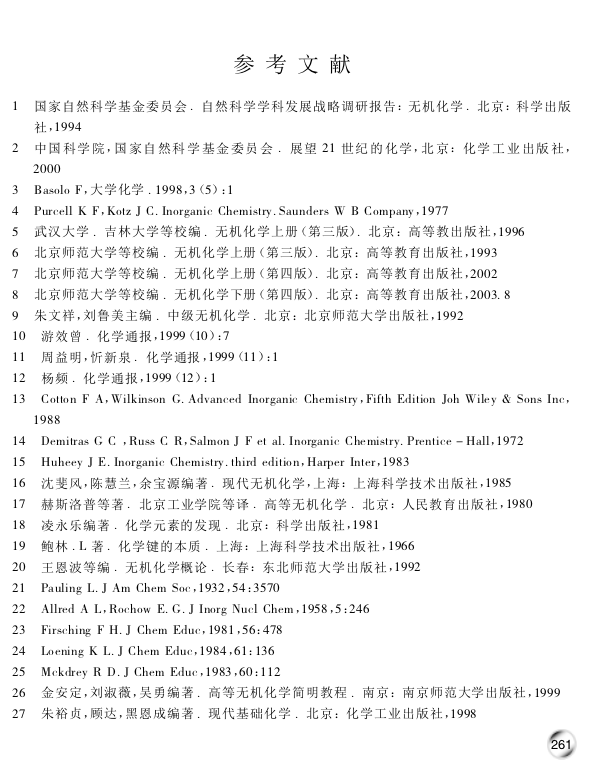 参考文献
1 国家自然科学基金委员会. 自然科学学科发展战略调研报告: 无机化学. 北京: 科学出版
社,1994
2 中国科学院,国家自然科学基金委员会. 展望 21 世纪的化学,北京: 化学工业出版社,
2000
3 Basolo F,大学化学. 1998,3(5):1
4 Purcell K F,Kotz J C. Inorganic Chemistry. Saunders W B Company,1977
5 武汉大学. 吉林大学等校编. 无机化学上册(第三版). 北京: 高等教出版社,1996
6 北京师范大学等校编. 无机化学上册(第三版). 北京: 高等教育出版社,1993
7 北京师范大学等校编. 无机化学上册(第四版). 北京: 高等教育出版社,2002
8 北京师范大学等校编. 无机化学下册(第四版). 北京: 高等教育出版社,2003. 8
9 朱文祥,刘鲁美主编. 中级无机化学. 北京: 北京师范大学出版社,1992
10 游效曾. 化学通报,1999(10):7
11 周益明,忻新泉. 化学通报,1999(11):1
12 杨频. 化学通报,1999(12):1
13 Cotton F A,Wilkinson G. Advanced Inorganic Chemistry,Fifth Edition Joh Wiley & Sons Inc,
1988
14 Demitras G C ,Russ C R,Salmon J F et al. Inorganic Chemistry. Prentice - Hall,1972
15 Huheey J E. Inorganic Chemistry. third edition,Harper Inter,1983
16 沈斐凤,陈慧兰,余宝源编著. 现代无机化学,上海: 上海科学技术出版社,1985
17 赫斯洛普等著. 北京工业学院等译. 高等无机化学. 北京: 人民教育出版社,1980
18 凌永乐编著. 化学元素的发现. 北京: 科学出版社,1981
19 鲍林. L 著. 化学键的本质. 上海: 上海科学技术出版社,1966
20 王恩波等编. 无机化学概论. 长春: 东北师范大学出版社,1992
21 Pauling L. J Am Chem Soc,1932,54:3570
22 Allred A L,Rochow E. G. J Inorg Nucl Chem,1958,5:246
23 Firsching F H. J Chem Educ,1981,56:478
24 Loening K L. J Chem Educ,1984,61:136
25 Mckdrey R D. J Chem Educ,1983,60:112
26 金安定,刘淑薇,吴勇编著. 高等无机化学简明教程. 南京: 南京师范大学出版社,1999
27 朱裕贞,顾达,黑恩成编著. 现代基础化学. 北京: 化学工业出版社,1998
261